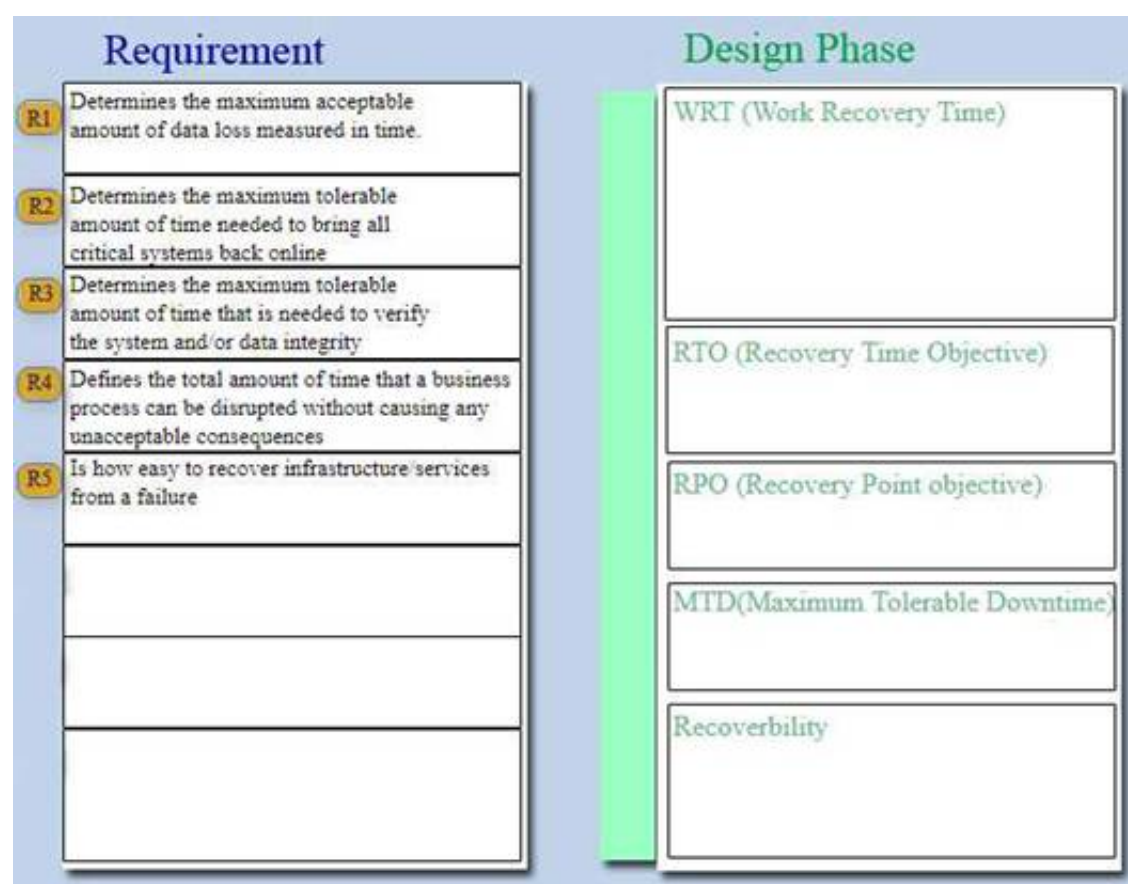 Requirement
R1
Determines the maximum acceptable
amount of data loss measured in time.
R2
Determines the maximum tolerable
amount of time needed to bring all
critical systems back online
R3
Determines the maximum tolerable
amount of time that is needed to verify
the system and/or data integrity
R4
Defines the total amount of time that a business
process can be disrupted without causing any
unacceptable consequences
R5
Is how easy to recover infrastructure/services
from a failure
Design Phase
WRT (Work Recovery Time)
RTO (Recovery Time Objective)
RPO (Recovery Point objective)
MTD(Maximum Tolerable Downtime)
Recoverbility